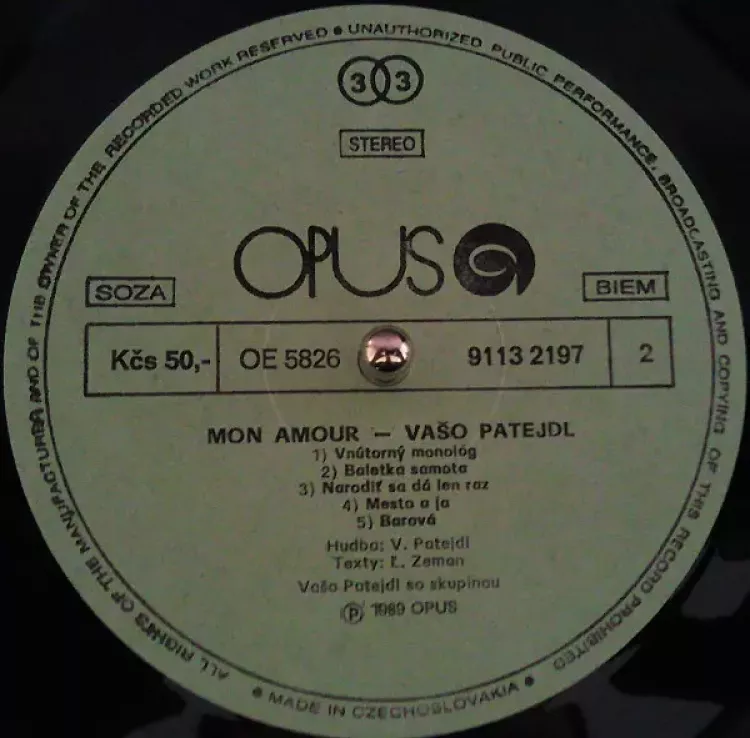 ALL RIGHTS OF THE MANUFACTURER AND OF THE OWNER OF THE RECORDED WORK RESERVED ● UNAUTHORIZED PUBLIC PERFORMANCE, BROADCASTING AND COPYING OF THIS RECORD PROHIBITED
33
STEREO
OPUS
SOZA
BIEM
Kčs 50,- OE 5826 9113 2197 2
MON AMOUR – VAŠO PATEJDL
1) Vnútorný monológ
2) Baletka samota
3) Narodiť sa dá len raz
4) Mesto a ja
5) Barová
Hudba: V. Patejdl
Texty: Ľ. Zeman
Vašo Patejdl so skupinou
Ⓟ 1989 OPUS
● MADE IN CZECHOSLOVAKIA ●